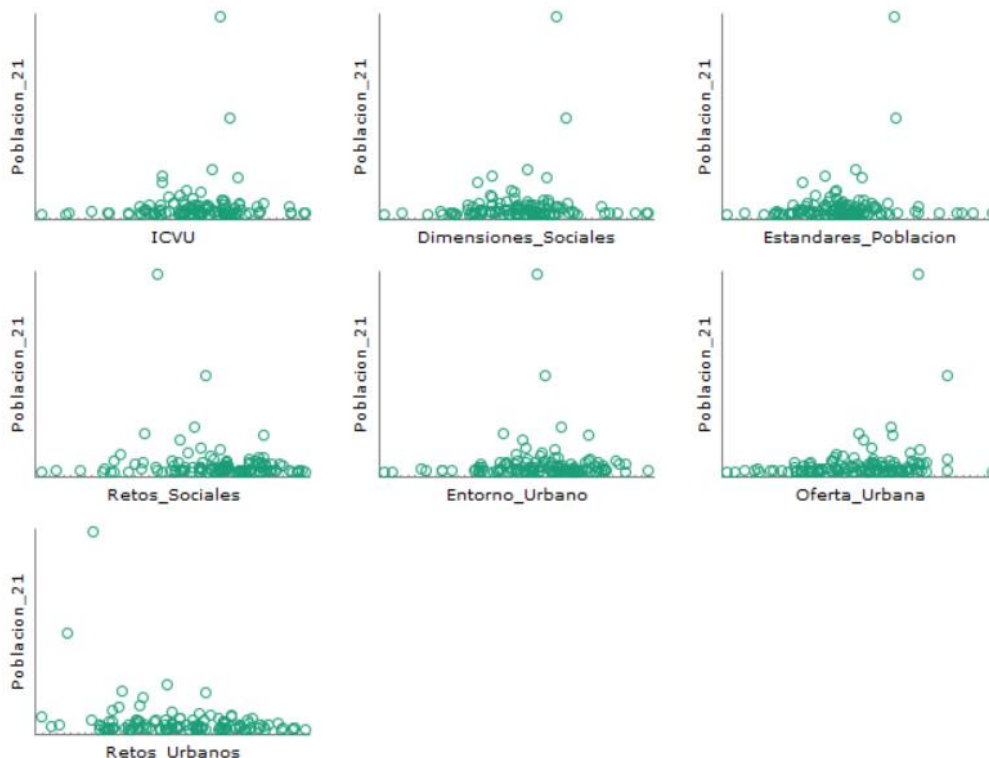 Poblacion_21
ICVU
Poblacion_21
Dimensiones_Sociales
Poblacion_21
Estandares_Poblacion
Poblacion_21
Retos_Sociales
Poblacion_21
Entorno_Urbano
Poblacion_21
Oferta_Urbana
Poblacion_21
Retos_Urbanos